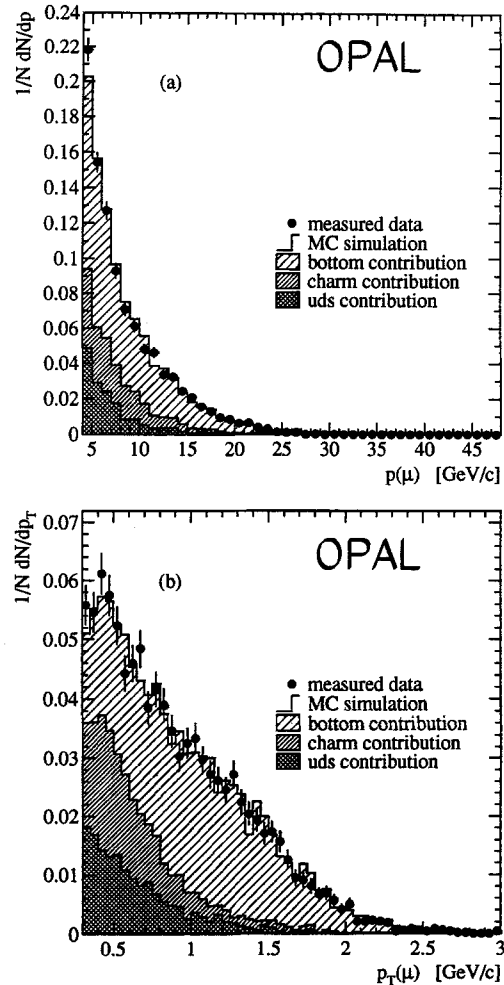 1/N dN/dp
0.24
0.22
0.2
0.18
0.16
0.14
0.12
0.1
0.08
0.06
0.04
0.02
0
(a)
OPAL
measured data
MC simulation
bottom contribution
charm contribution
uds contribution
5 10 15 20 25 30 35 40 45
p(μ) [GeV/c]
1/N dN/dp_T
0.07
0.06
0.05
0.04
0.03
0.02
0.01
0
(b)
OPAL
measured data
MC simulation
bottom contribution
charm contribution
uds contribution
0.5 1 1.5 2 2.5 3
p_T(μ) [GeV/c]